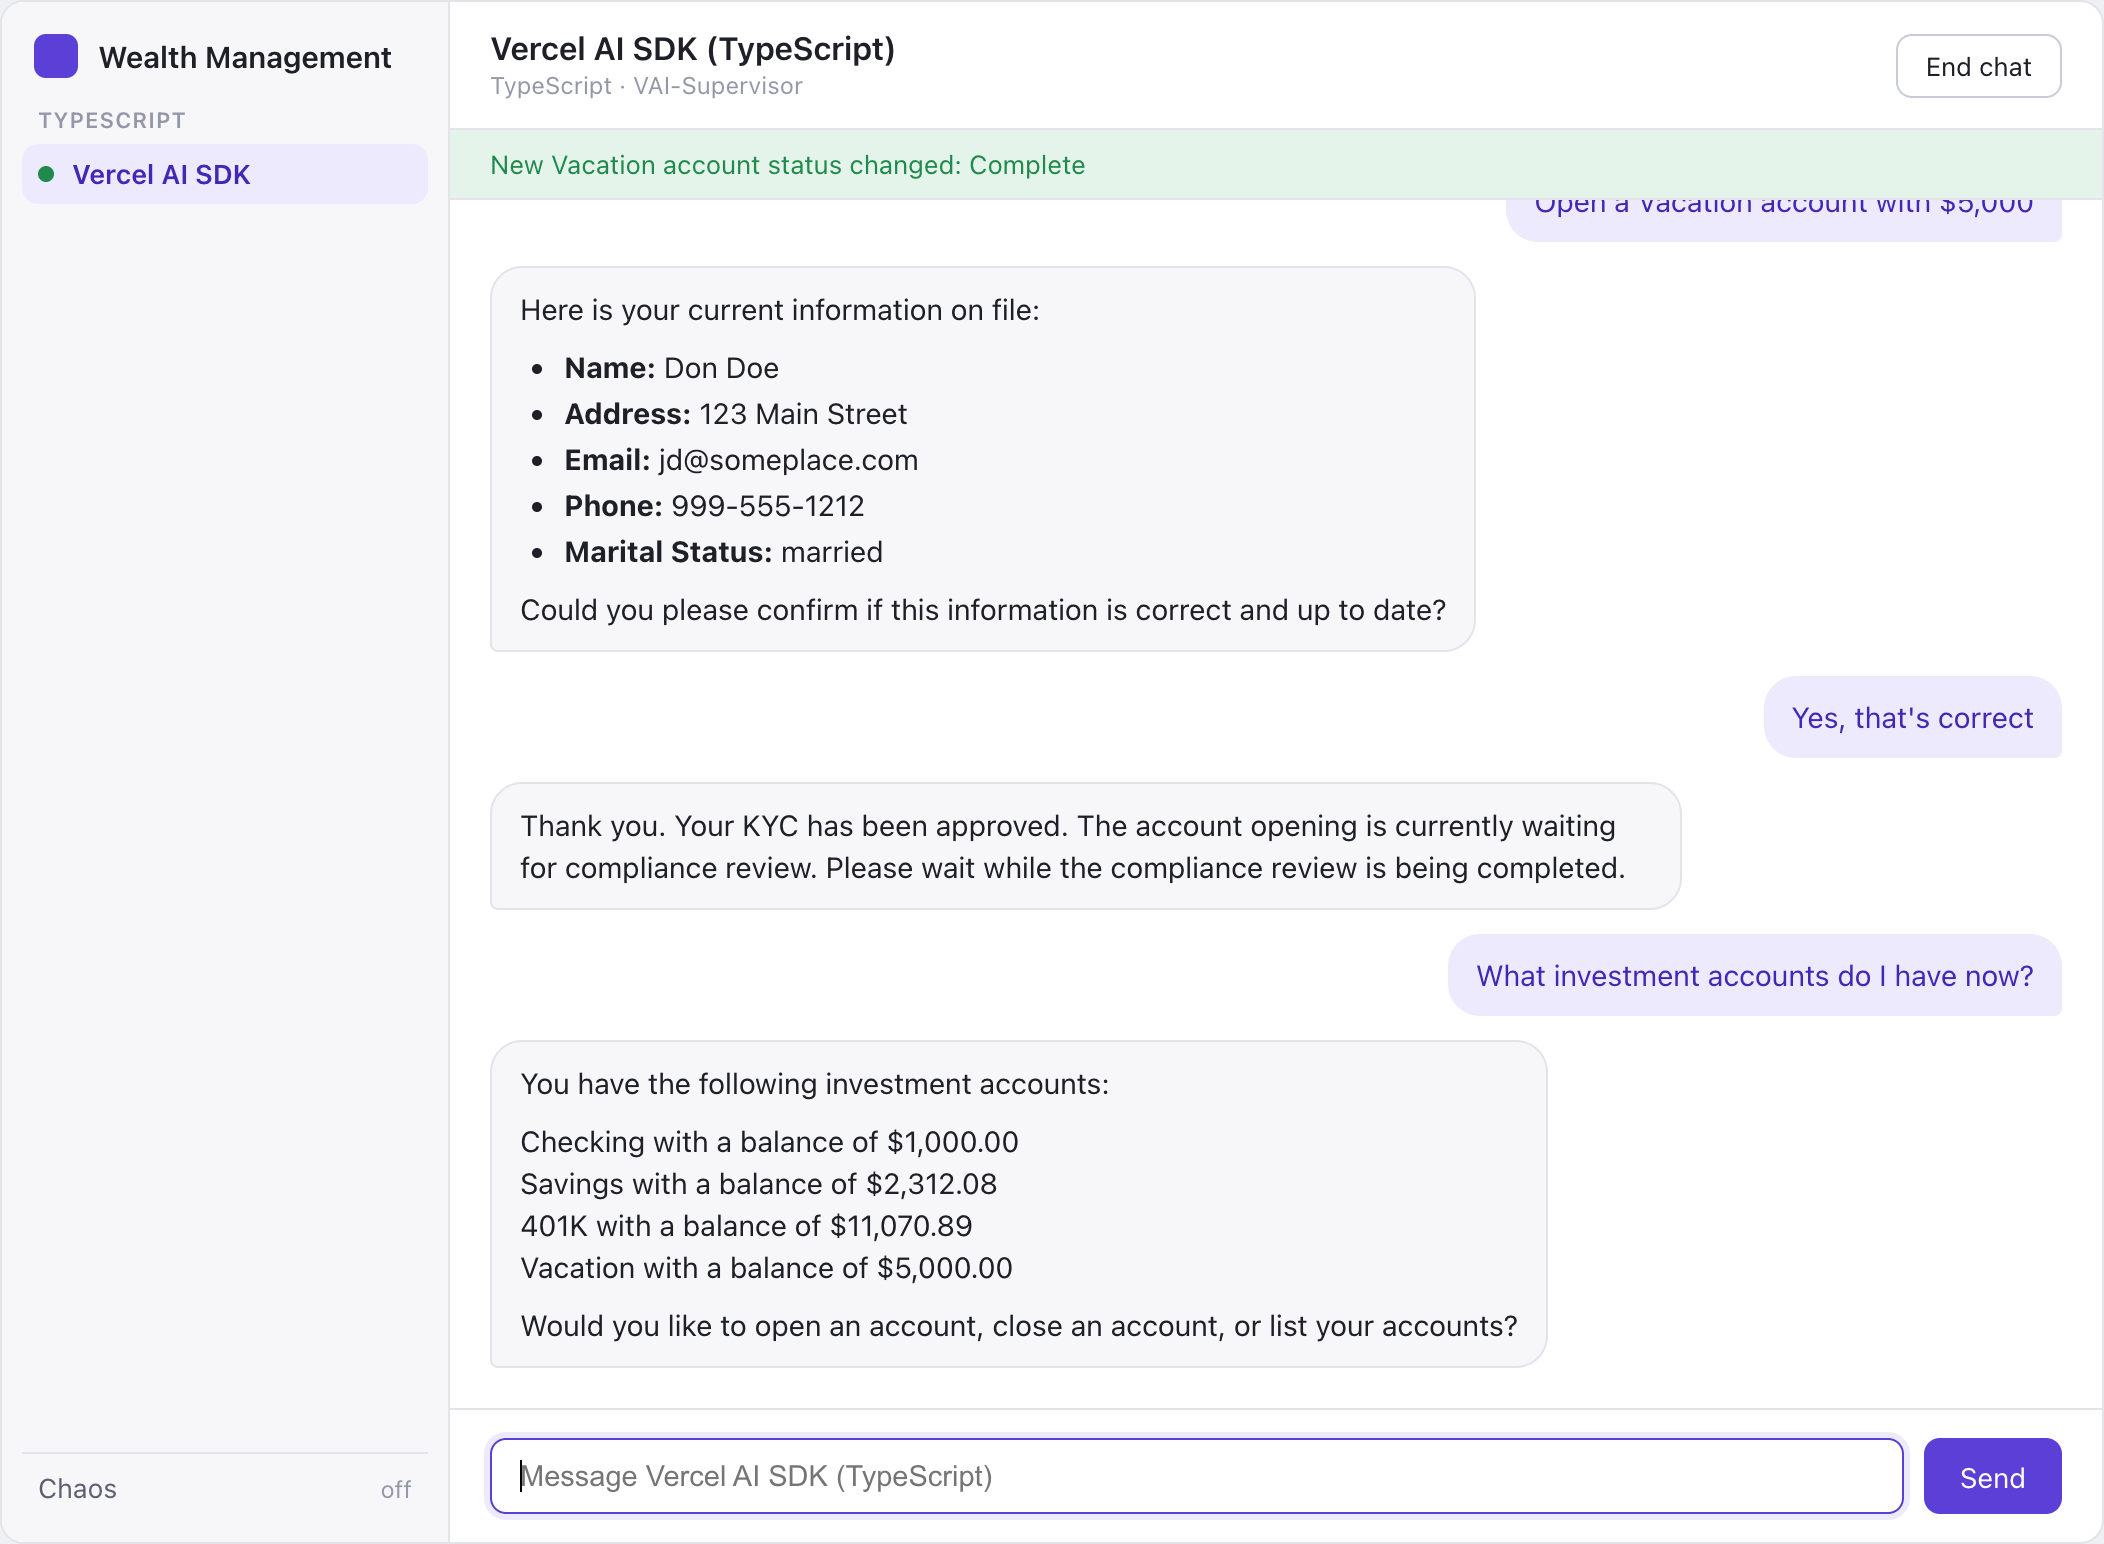 Wealth Management
TYPESCRIPT
Vercel AI SDK
Chaos
off
Vercel AI SDK (TypeScript)
TypeScript · VAI-Supervisor
End chat
New Vacation account status changed: Complete
Open a Vacation account with $5,000
Here is your current information on file:
• Name: Don Doe
• Address: 123 Main Street
• Email: jd@someplace.com
• Phone: 999-555-1212
• Marital Status: married
Could you please confirm if this information is correct and up to date?
Yes, that's correct
Thank you. Your KYC has been approved. The account opening is currently waiting
for compliance review. Please wait while the compliance review is being completed.
What investment accounts do I have now?
You have the following investment accounts:
Checking with a balance of $1,000.00
Savings with a balance of $2,312.08
401K with a balance of $11,070.89
Vacation with a balance of $5,000.00
Would you like to open an account, close an account, or list your accounts?
Message Vercel AI SDK (TypeScript)
Send